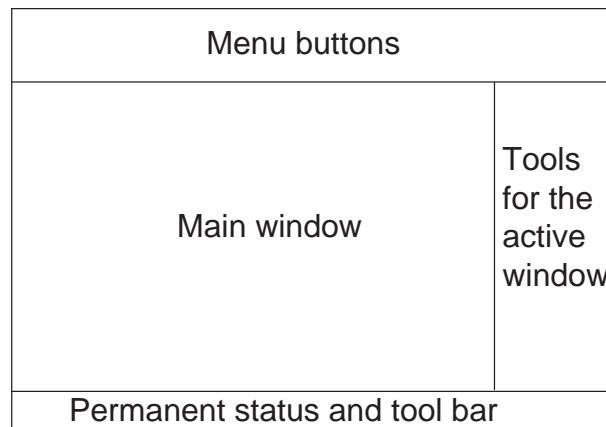 Menu buttons
Main window
Tools
for the
active
window
Permanent status and tool bar